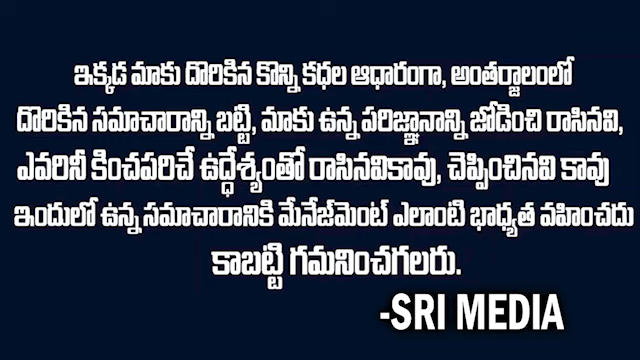 ఇక్కడ మాకు దొరికిన కొన్ని కధల ఆధారంగా, అంతర్జాలంలో
దొరికిన సమాచారాన్ని బట్టి, మాకు ఉన్న పరిజ్ఞానాన్ని జోడించి రాసినవి,
ఎవరినీ కించపరిచే ఉద్ధేశ్యంతో రాసినవికావు, చెప్పించినవి కావు
ఇందులో ఉన్న సమాచారానికి మేనేజ్‌మెంట్ ఎలాంటి భాధ్యత వహించదు
కాబట్టి గమనించగలరు.
-SRI MEDIA